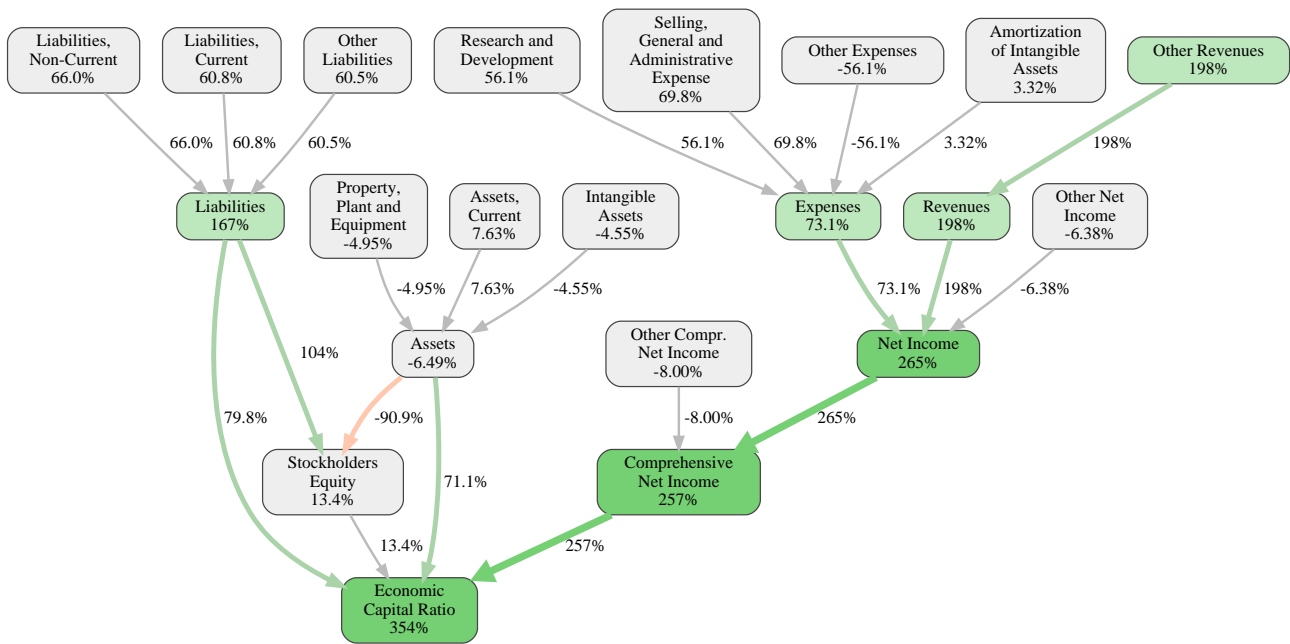 Liabilities,
Non-Current
66.0%
Liabilities,
Current
60.8%
Other
Liabilities
60.5%
Research and
Development
56.1%
Selling,
General and
Administrative
Expense
69.8%
Other Expenses
-56.1%
Amortization
of Intangible
Assets
3.32%
Other Revenues
198%
66.0%
60.8%
60.5%
56.1%
69.8%
-56.1%
3.32%
198%
Liabilities
167%
Property,
Plant and
Equipment
-4.95%
Assets,
Current
7.63%
Intangible
Assets
-4.55%
Expenses
73.1%
Revenues
198%
Other Net
Income
-6.38%
-4.95%
7.63%
-4.55%
73.1%
198%
-6.38%
104%
Assets
-6.49%
Other Compr.
Net Income
-8.00%
Net Income
265%
79.8%
-90.9%
-8.00%
265%
Stockholders
Equity
13.4%
71.1%
Comprehensive
Net Income
257%
13.4%
257%
Economic
Capital Ratio
354%